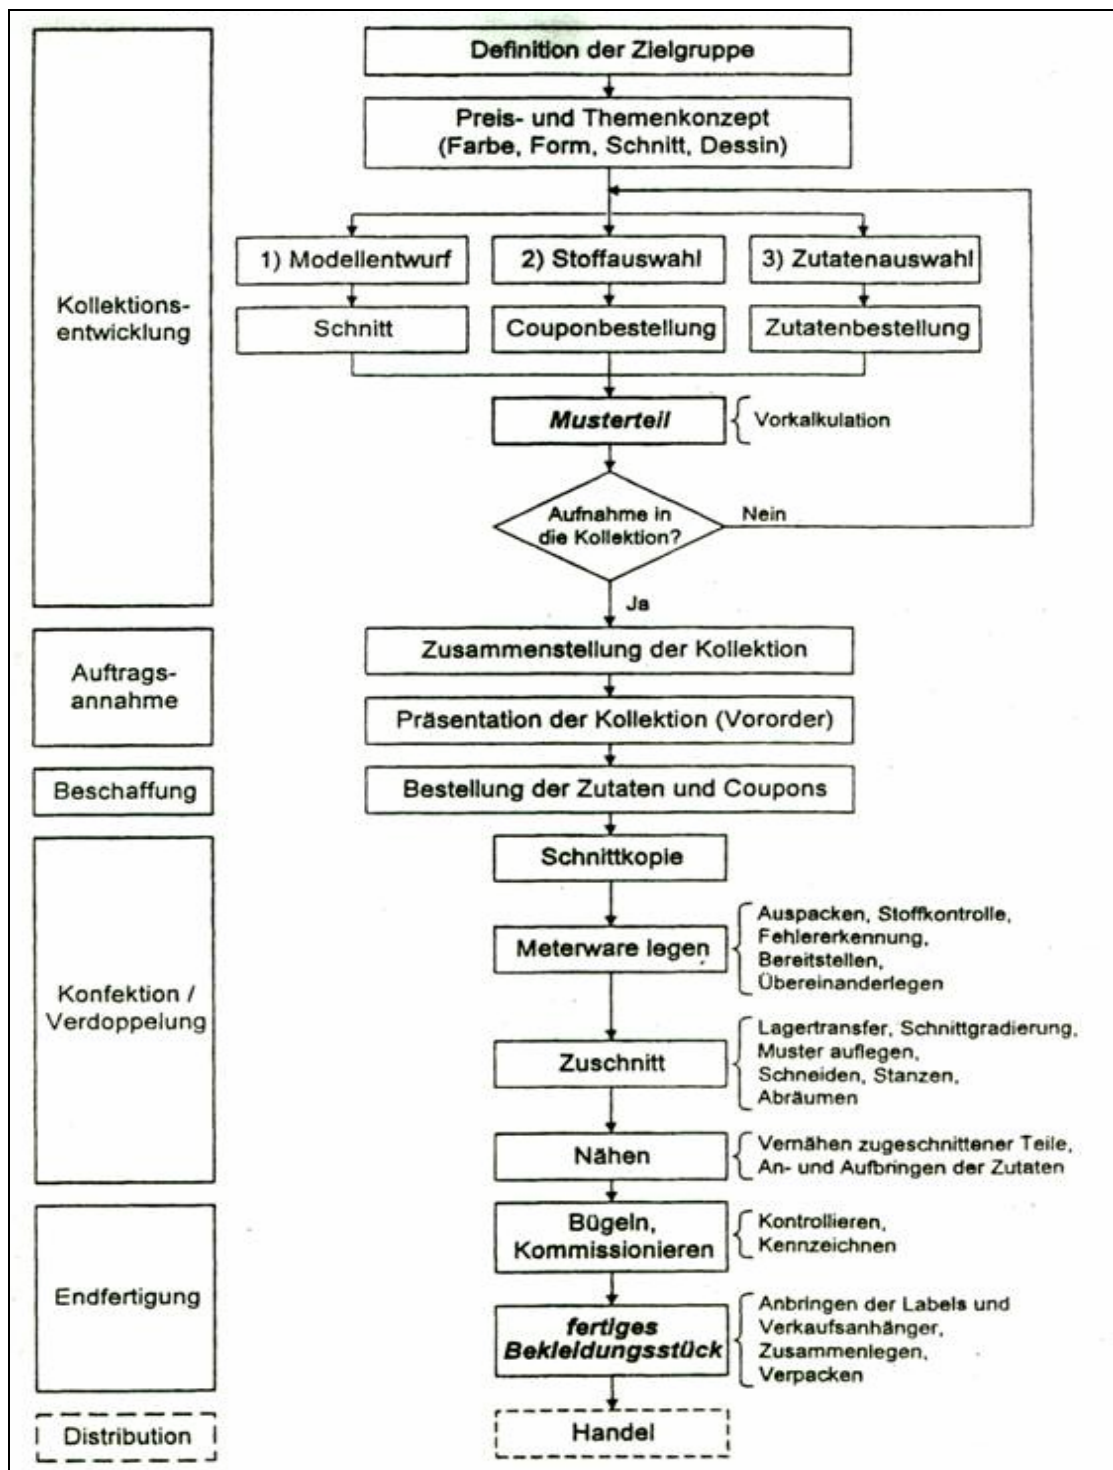 Definition der Zielgruppe
Preis- und Themenkonzept
(Farbe, Form, Schnitt, Dessin)
Kollektions-
entwicklung
1) Modellentwurf
2) Stoffauswahl
3) Zutatenauswahl
Schnitt
Couponbestellung
Zutatenbestellung
Musterteil
Vorkalkulation
Aufnahme in
die Kollektion?
Nein
Ja
Auftrags-
annahme
Zusammenstellung der Kollektion
Präsentation der Kollektion (Vororder)
Beschaffung
Bestellung der Zutaten und Coupons
Konfektion /
Verdoppelung
Schnittkopie
Meterware legen
Auspacken, Stoffkontrolle,
Fehlererkennung,
Bereitstellen,
Übereinanderlegen
Zuschnitt
Lagertransfer, Schnittgradierung,
Muster auflegen,
Schneiden, Stanzen,
Abräumen
Nähen
Vernähen zugeschnittener Teile,
An- und Aufbringen der Zutaten
Endfertigung
Bügeln,
Kommissionieren
Kontrollieren,
Kennzeichnen
fertiges
Bekleidungsstück
Anbringen der Labels und
Verkaufsanhänger,
Zusammenlegen,
Verpacken
Distribution
Handel